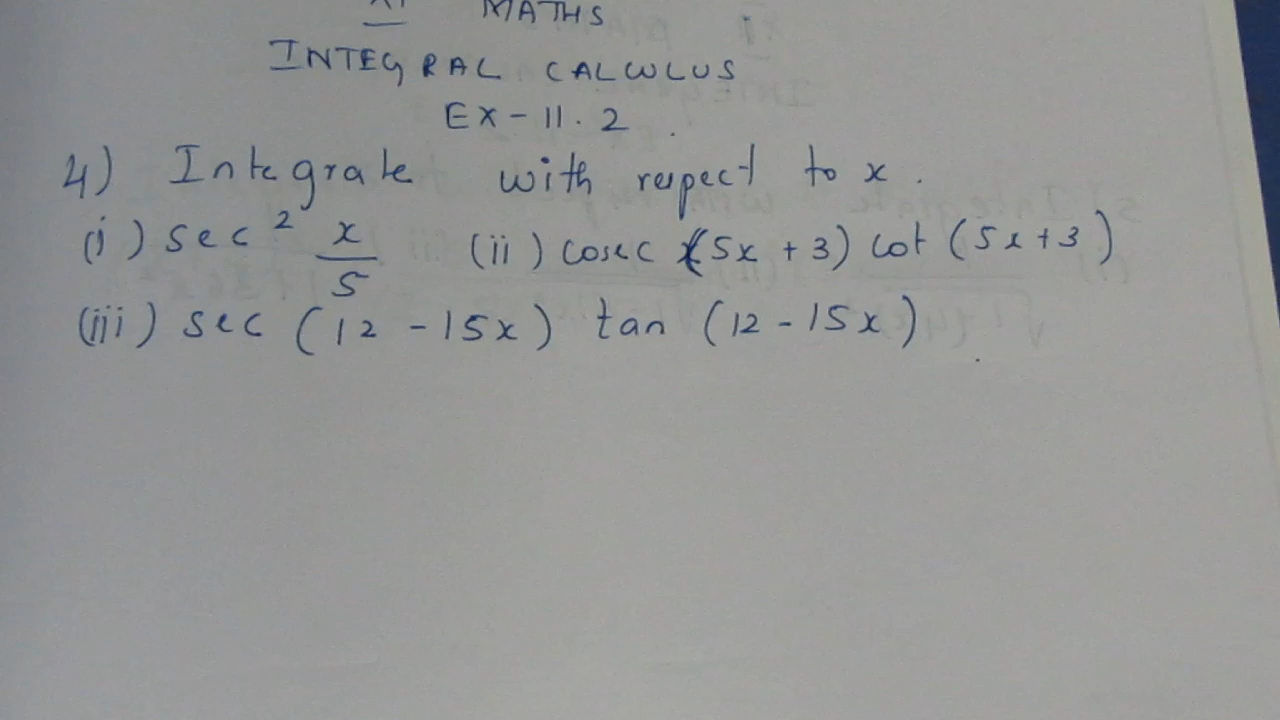 XI MATHS
INTEGRAL CALCULUS
EX - 11.2
4) Integrate with respect to x.
(i) sec² x/5 (ii) cosec (5x + 3) cot (5x+3)
(iii) sec (12 - 15x) tan (12 - 15x)